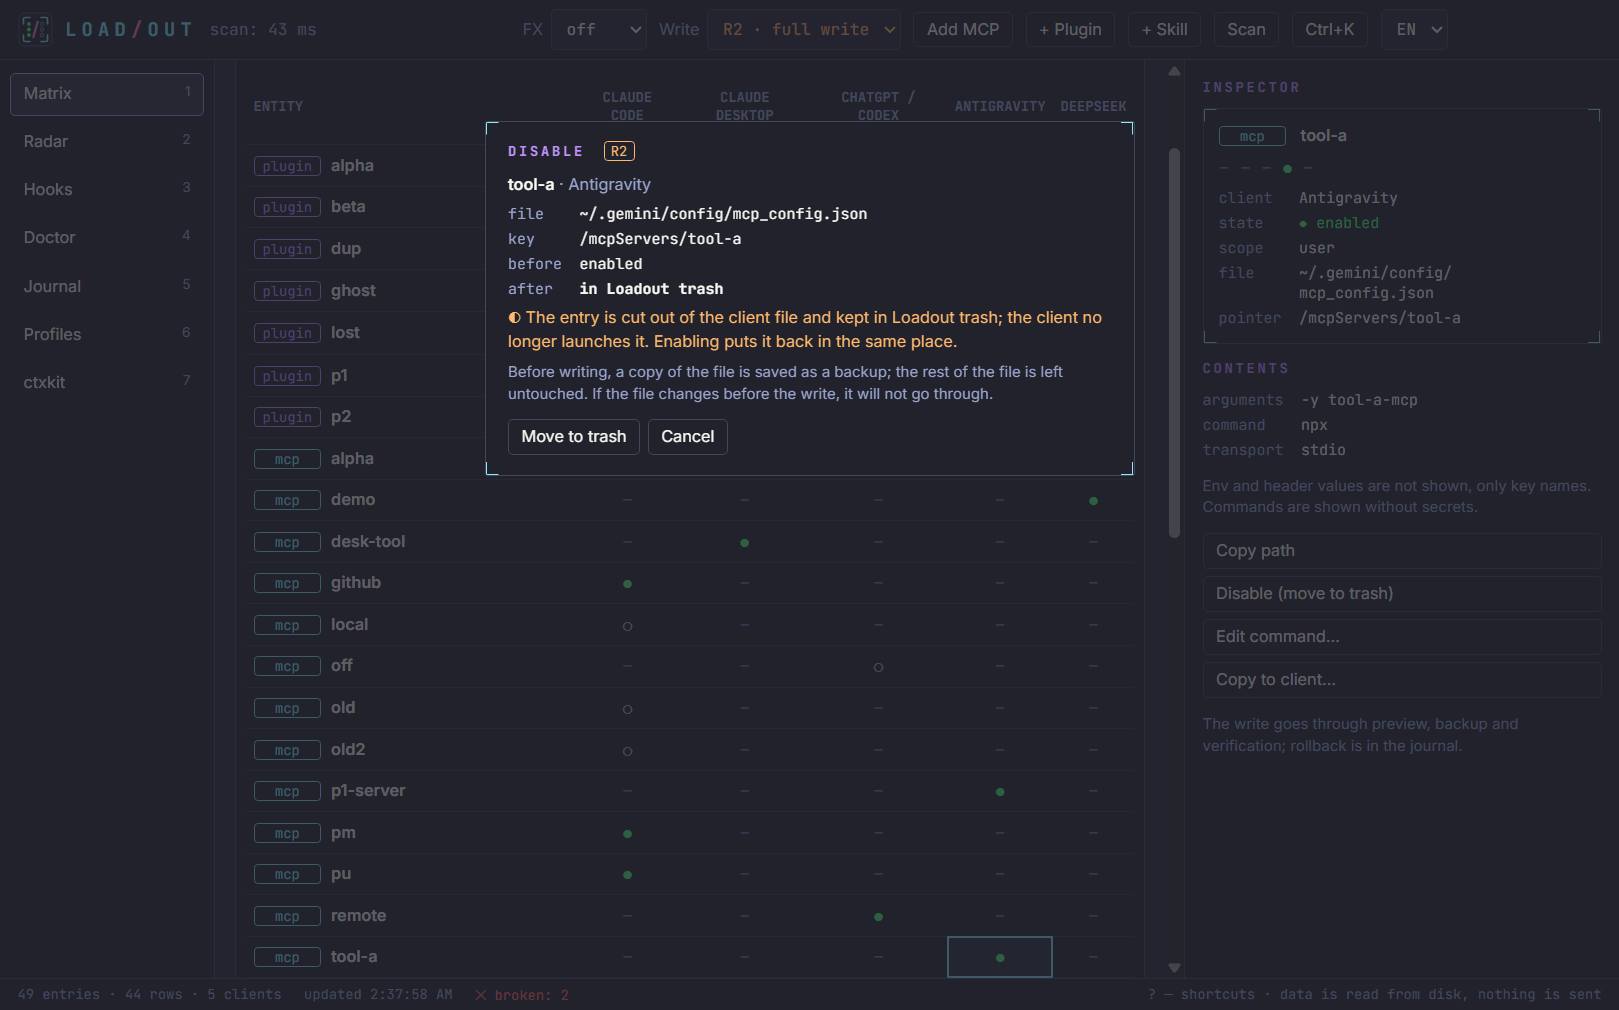 LOAD/OUT scan: 43 ms FX off Write R2 · full write Add MCP + Plugin + Skill Scan Ctrl+K EN
Matrix 1
Radar 2
Hooks 3
Doctor 4
Journal 5
Profiles 6
ctxkit 7
ENTITY CLAUDE CODE CLAUDE DESKTOP CHATGPT / CODEX ANTIGRAVITY DEEPSEEK
plugin alpha
plugin beta
plugin dup
plugin ghost
plugin lost
plugin p1
plugin p2
mcp alpha
mcp demo — — — — ●
mcp desk-tool — ● — — —
mcp github ● — — — —
mcp local ○ — — — —
mcp off — — ○ — —
mcp old ○ — — — —
mcp old2 ○ — — — —
mcp p1-server — — — ● —
mcp pm ● — — — —
mcp pu ● — — — —
mcp remote — — ● — —
mcp tool-a — — — ● —
DISABLE R2
tool-a · Antigravity
file ~/.gemini/config/mcp_config.json
key /mcpServers/tool-a
before enabled
after in Loadout trash
◐ The entry is cut out of the client file and kept in Loadout trash; the client no
longer launches it. Enabling puts it back in the same place.
Before writing, a copy of the file is saved as a backup; the rest of the file is left
untouched. If the file changes before the write, it will not go through.
Move to trash Cancel
INSPECTOR
mcp tool-a
— — — ● —
client Antigravity
state ● enabled
scope user
file ~/.gemini/config/
mcp_config.json
pointer /mcpServers/tool-a
CONTENTS
arguments -y tool-a-mcp
command npx
transport stdio
Env and header values are not shown, only key names.
Commands are shown without secrets.
Copy path
Disable (move to trash)
Edit command...
Copy to client...
The write goes through preview, backup and
verification; rollback is in the journal.
49 entries · 44 rows · 5 clients updated 2:37:58 AM ✕ broken: 2 ? — shortcuts · data is read from disk, nothing is sent